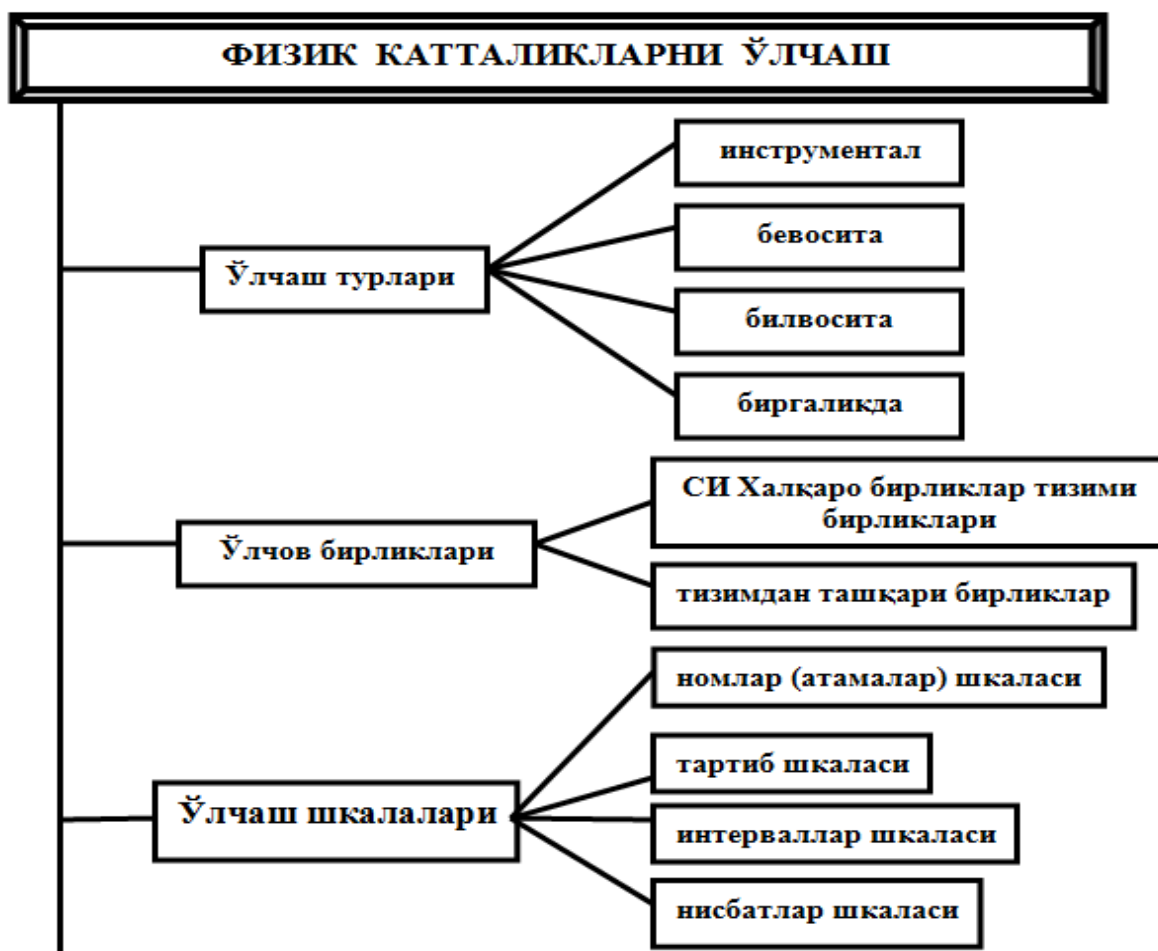 ФИЗИК КАТТАЛИКЛАРНИ ЎЛЧАШ
Ўлчаш турлари
инструментал
бевосита
билвосита
биргаликда
Ўлчов бирликлари
СИ Халқаро бирликлар тизими
бирликлари
тизимдан ташқари бирликлар
Ўлчаш шкалалари
номлар (атамалар) шкаласи
тартиб шкаласи
интерваллар шкаласи
нисбатлар шкаласи